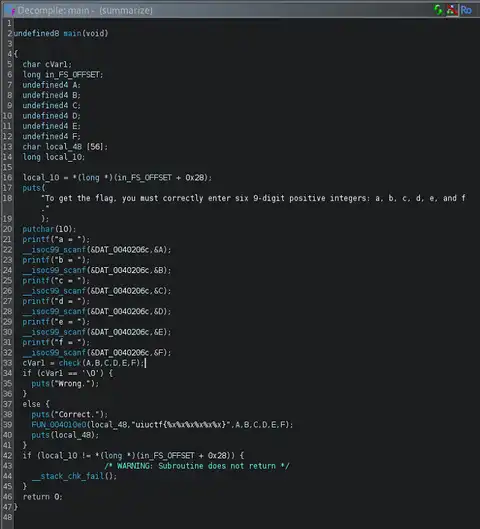 Decompile: main - (summarize)
1
2 undefined8 main(void)
3
4 {
5 char cVar1;
6 long in_FS_OFFSET;
7 undefined4 A;
8 undefined4 B;
9 undefined4 C;
10 undefined4 D;
11 undefined4 E;
12 undefined4 F;
13 char local_48 [56];
14 long local_10;
15
16 local_10 = *(long *)(in_FS_OFFSET + 0x28);
17 puts(
18 "To get the flag, you must correctly enter six 9-digit positive integers: a, b, c, d, e, and f
."
19 );
20 putchar(10);
21 printf("a = ");
22 __isoc99_scanf(&DAT_0040206c,&A);
23 printf("b = ");
24 __isoc99_scanf(&DAT_0040206c,&B);
25 printf("c = ");
26 __isoc99_scanf(&DAT_0040206c,&C);
27 printf("d = ");
28 __isoc99_scanf(&DAT_0040206c,&D);
29 printf("e = ");
30 __isoc99_scanf(&DAT_0040206c,&E);
31 printf("f = ");
32 __isoc99_scanf(&DAT_0040206c,&F);
33 cVar1 = check(A,B,C,D,E,F);
34 if (cVar1 == '\0') {
35 puts("Wrong.");
36 }
37 else {
38 puts("Correct.");
39 FUN_004010e0(local_48,"uiuctf{%x%x%x%x%x%x}",A,B,C,D,E,F);
40 puts(local_48);
41 }
42 if (local_10 != *(long *)(in_FS_OFFSET + 0x28)) {
43 /* WARNING: Subroutine does not return */
44 __stack_chk_fail();
45 }
46 return 0;
47 }
48